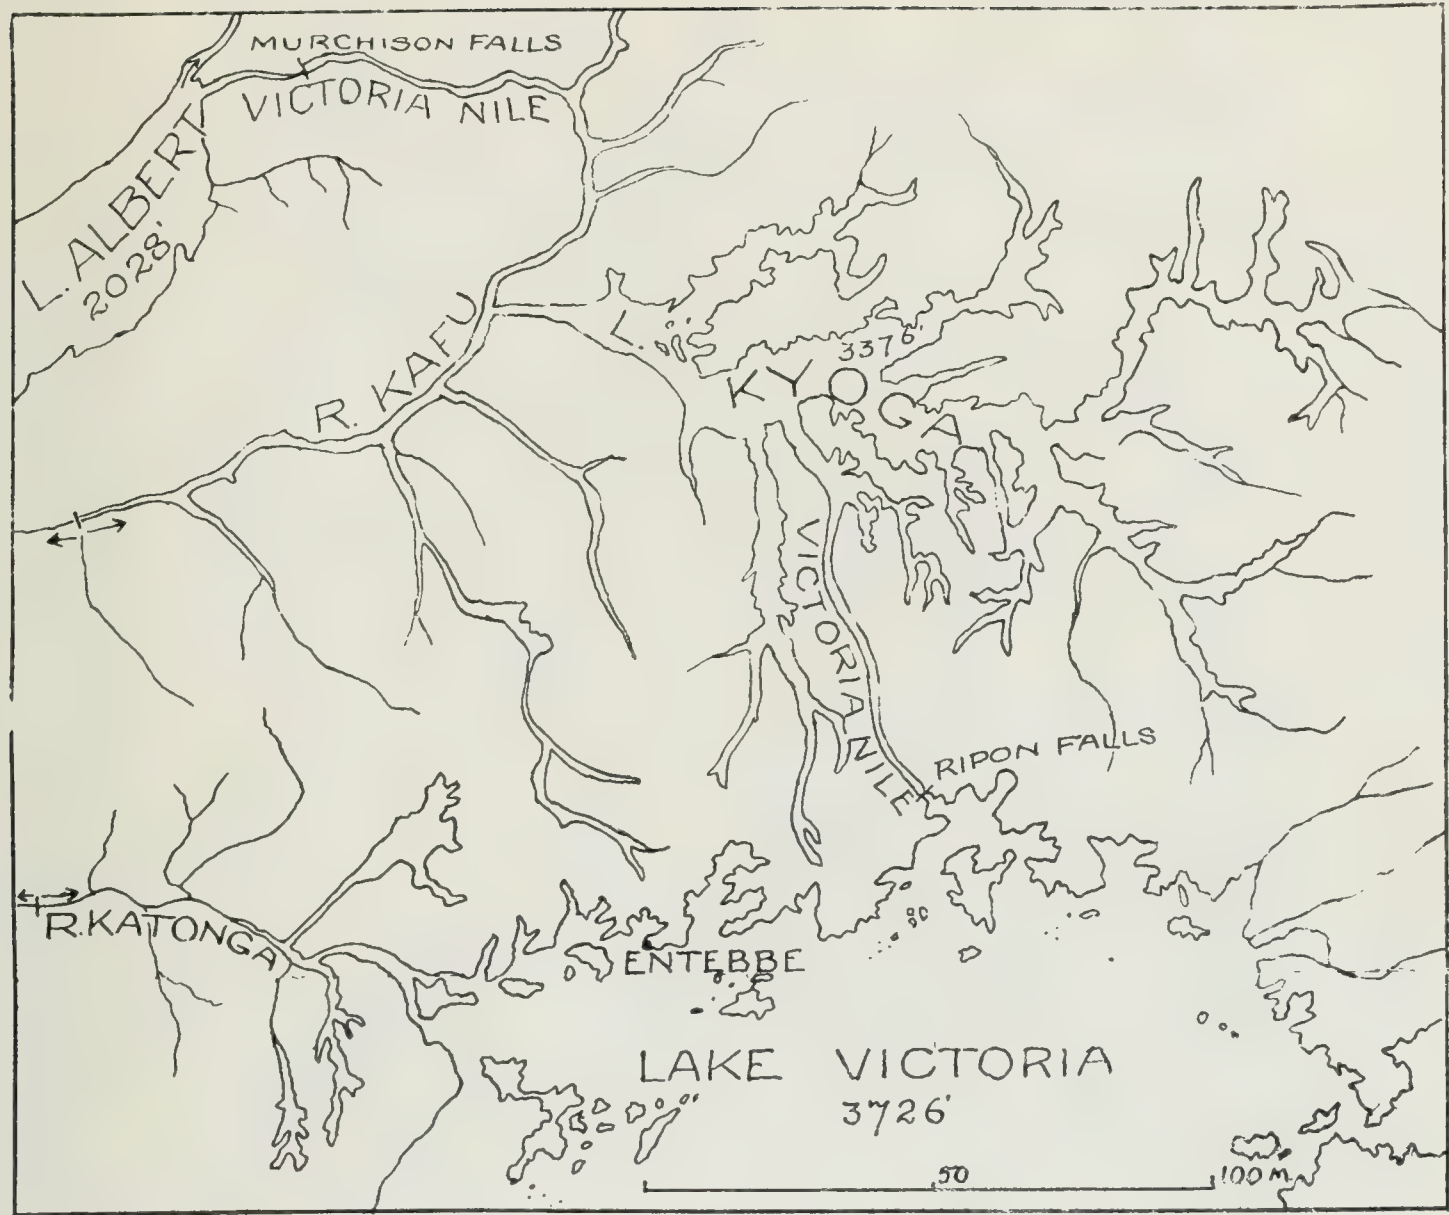 MURCHISON FALLS
VICTORIA NILE
L. ALBERT
2028'
R. KAFU
L. KYOGA
3376'
VICTORIA NILE
RIPON FALLS
R. KATONGA
ENTEBBE
LAKE VICTORIA
3726'
50
100 M.